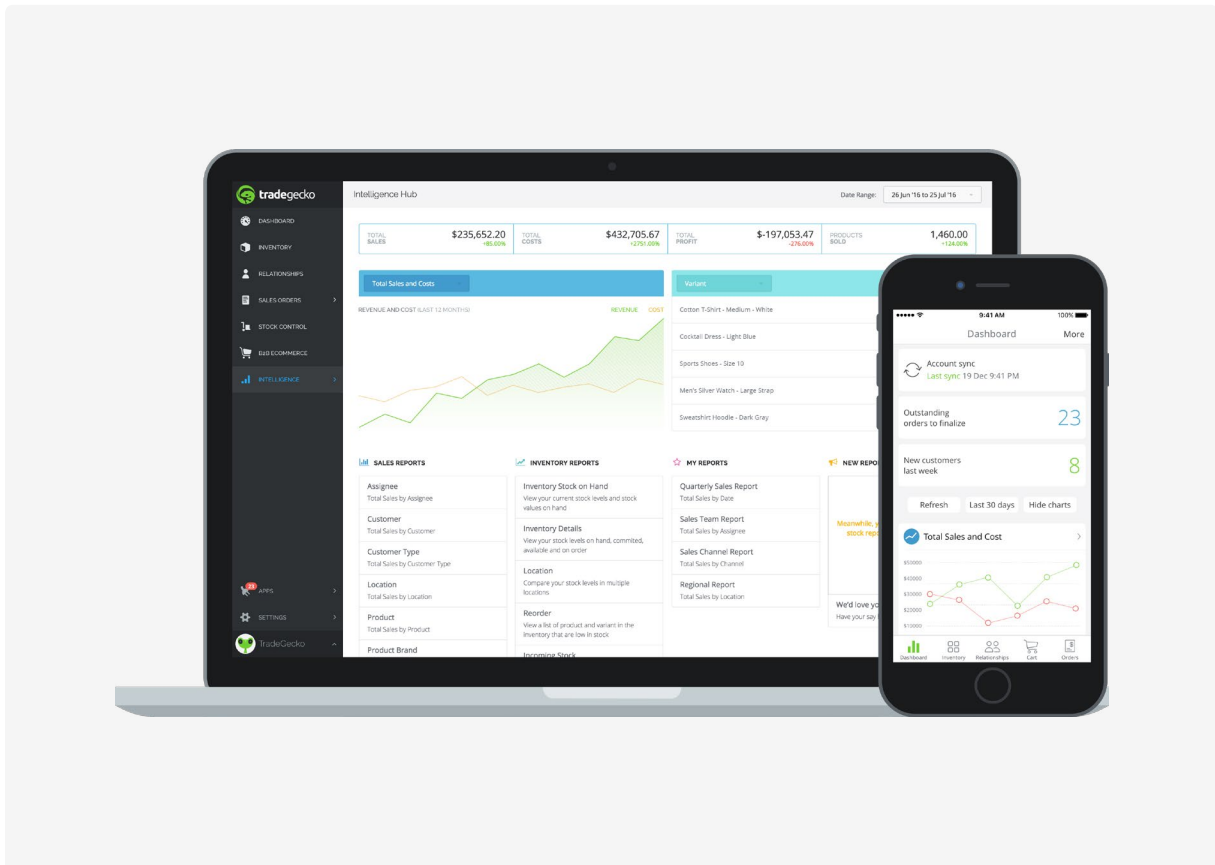 tradegecko
Intelligence Hub
Date Range:
26 Jun '16 to 25 Jul '16
DASHBOARD
INVENTORY
RELATIONSHIPS
SALES ORDERS
STOCK CONTROL
B2B ECOMMERCE
INTELLIGENCE
APPS
SETTINGS
TradeGecko
TOTAL
SALES
$235,652.20
+85.00%
TOTAL
COSTS
$432,705.67
+2751.00%
TOTAL
PROFIT
$-197,053.47
-276.00%
PRODUCTS
SOLD
1,460.00
+124.00%
Total Sales and Costs
REVENUE AND COST (LAST 12 MONTHS)
REVENUE
COST
Variant
Cotton T-Shirt - Medium - White
Cocktail Dress - Light Blue
Sports Shoes - Size 10
Men's Silver Watch - Large Strap
Sweatshirt Hoodie - Dark Gray
SALES REPORTS
Assignee
Total Sales by Assignee
Customer
Total Sales by Customer
Customer Type
Total Sales by Customer Type
Location
Total Sales by Location
Product
Total Sales by Product
Product Brand
INVENTORY REPORTS
Inventory Stock on Hand
View your current stock levels and stock
values on hand
Inventory Details
View your stock levels on hand, commited,
available and on order
Location
Compare your stock levels in multiple
locations
Reorder
View a list of product and variant in the
inventory that are low in stock
Incoming Stock
MY REPORTS
Quarterly Sales Report
Total Sales by Date
Sales Team Report
Total Sales by Assignee
Sales Channel Report
Total Sales by Channel
Regional Report
Total Sales by Location
NEW REPO
Meanwhile, y
stock repo
We'd love yo
Have your say
9:41 AM
100%
Dashboard
More
Account sync
Last sync 19 Dec 9:41 PM
Outstanding
orders to finalize
23
New customers
last week
8
Refresh
Last 30 days
Hide charts
Total Sales and Cost
$50000
$40000
$30000
$20000
$10000
Dashboard
Inventory
Relationships
Cart
Orders